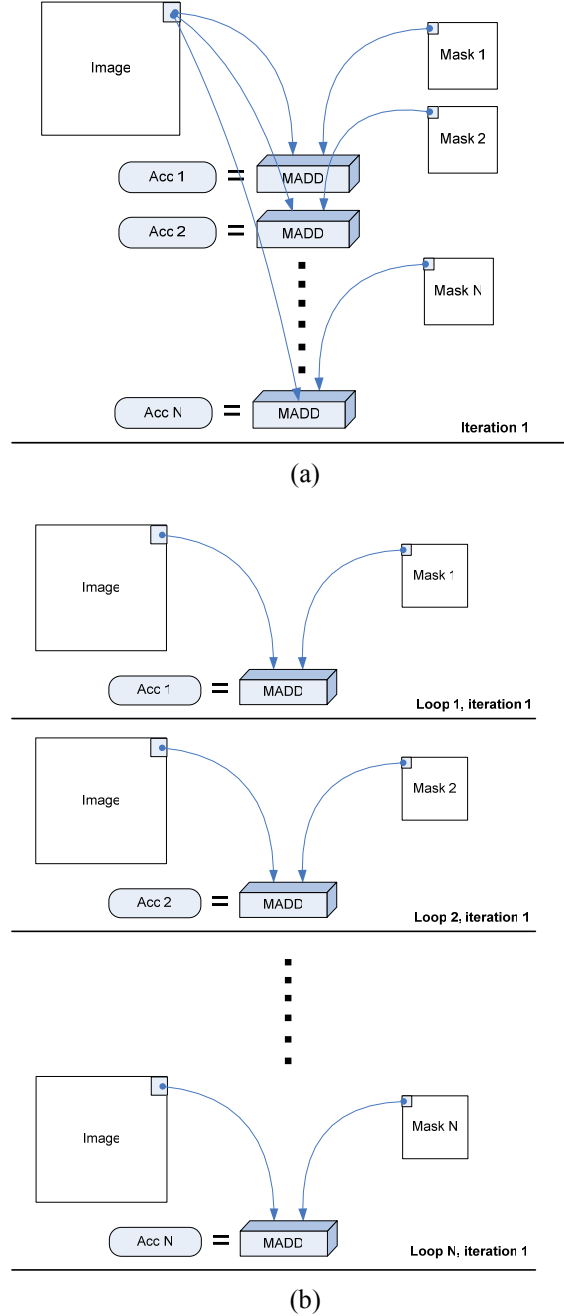 Image
Mask 1
Mask 2
Acc 1 = MADD
Acc 2 = MADD
Mask N
Acc N = MADD
Iteration 1
(a)
Image
Mask 1
Acc 1 = MADD
Loop 1, iteration 1
Image
Mask 2
Acc 2 = MADD
Loop 2, iteration 1
Image
Mask N
Acc N = MADD
Loop N, iteration 1
(b)